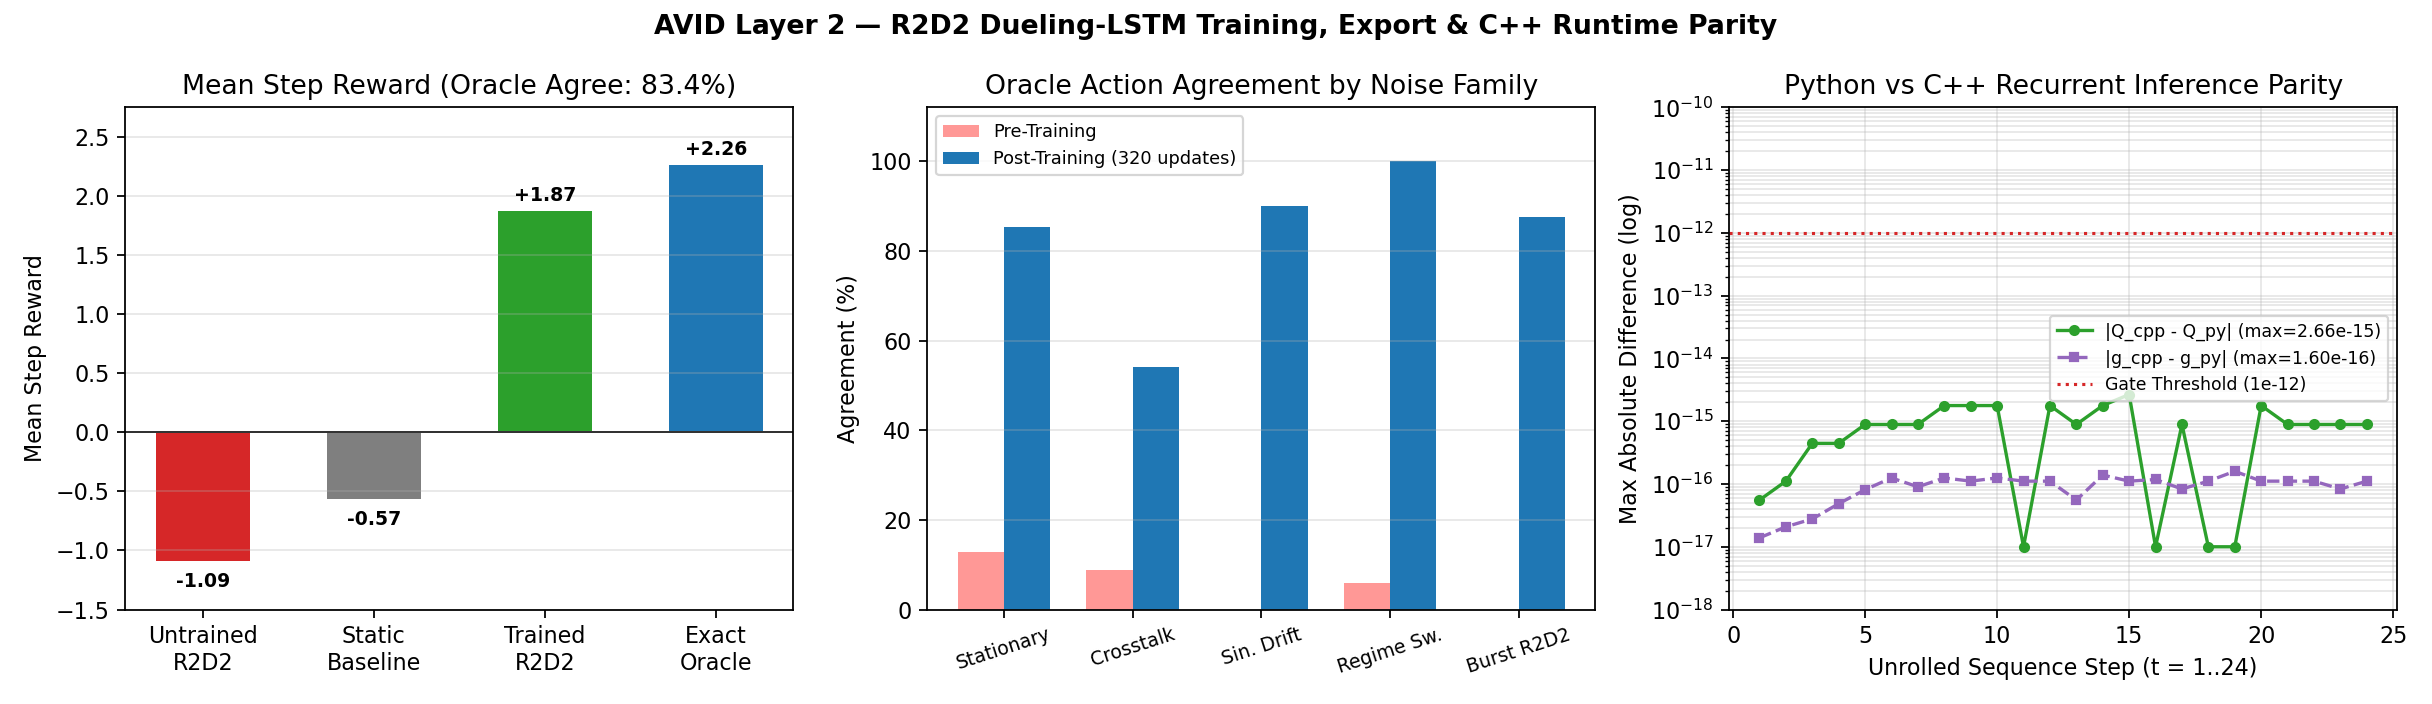 AVID Layer 2 — R2D2 Dueling-LSTM Training, Export & C++ Runtime Parity
Mean Step Reward (Oracle Agree: 83.4%)
Mean Step Reward
2.5
2.0
1.5
1.0
0.5
0.0
−0.5
−1.0
−1.5
-1.09
-0.57
+1.87
+2.26
Untrained
R2D2
Static
Baseline
Trained
R2D2
Exact
Oracle
Oracle Action Agreement by Noise Family
Pre-Training
Post-Training (320 updates)
Agreement (%)
100
80
60
40
20
0
Stationary
Crosstalk
Sin. Drift
Regime Sw.
Burst R2D2
Python vs C++ Recurrent Inference Parity
Max Absolute Difference (log)
10⁻¹⁰
10⁻¹¹
10⁻¹²
10⁻¹³
10⁻¹⁴
10⁻¹⁵
10⁻¹⁶
10⁻¹⁷
10⁻¹⁸
|Q_cpp - Q_py| (max=2.66e-15)
|g_cpp - g_py| (max=1.60e-16)
Gate Threshold (1e-12)
0 5 10 15 20 25
Unrolled Sequence Step (t = 1..24)